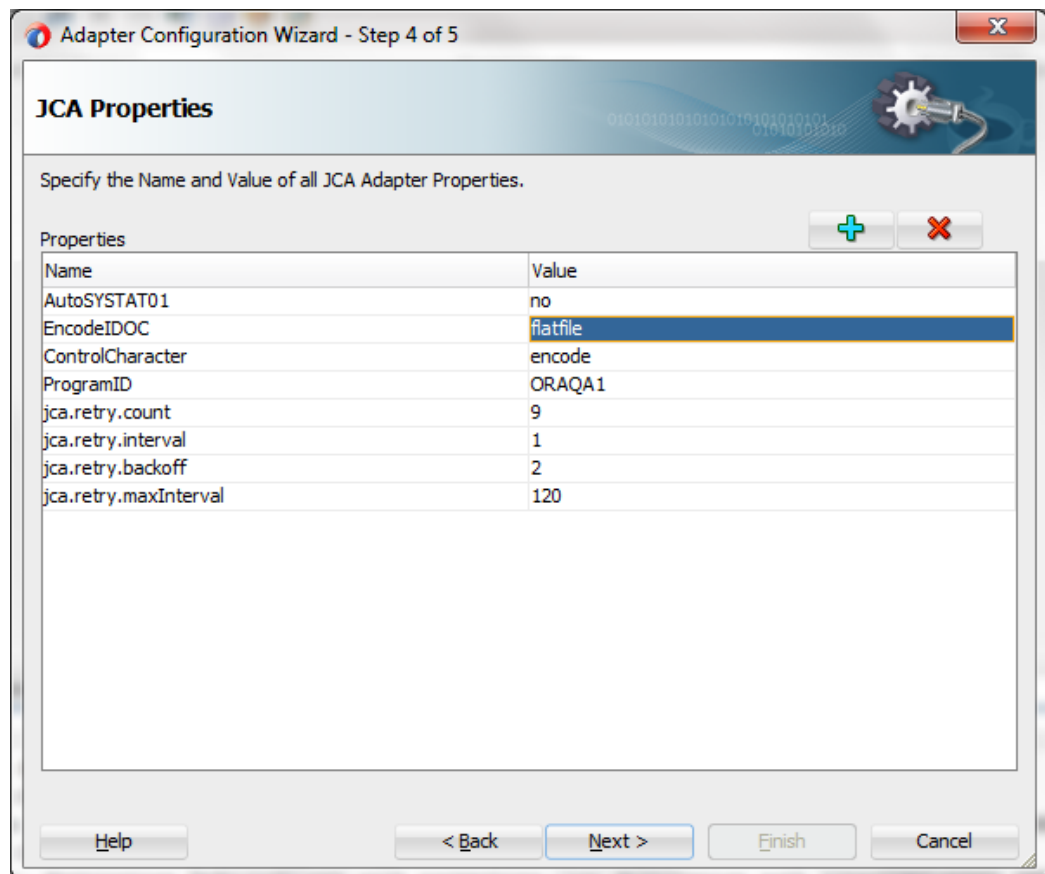 Adapter Configuration Wizard - Step 4 of 5
JCA Properties
Specify the Name and Value of all JCA Adapter Properties.
Properties
Name Value
AutoSYSTAT01 no
EncodeIDOC flatfile
ControlCharacter encode
ProgramID ORAQA1
jca.retry.count 9
jca.retry.interval 1
jca.retry.backoff 2
jca.retry.maxInterval 120
Help < Back Next > Finish Cancel